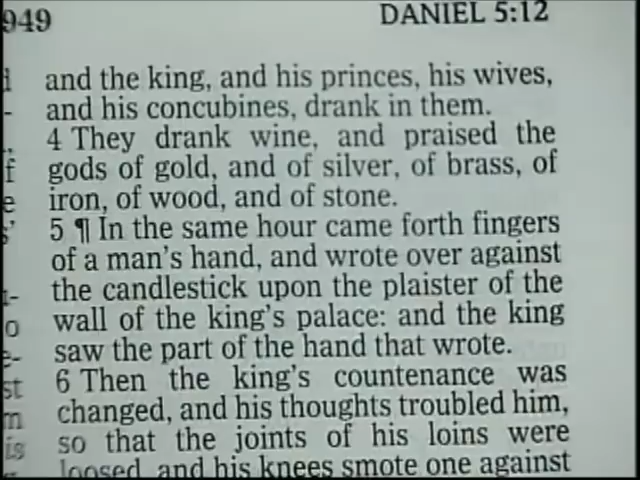 949
DANIEL 5:12
and the king, and his princes, his wives,
and his concubines, drank in them.
4 They drank wine, and praised the
gods of gold, and of silver, of brass, of
iron, of wood, and of stone.
5 ¶ In the same hour came forth fingers
of a man's hand, and wrote over against
the candlestick upon the plaister of the
wall of the king's palace: and the king
saw the part of the hand that wrote.
6 Then the king's countenance was
changed, and his thoughts troubled him,
so that the joints of his loins were
loosed, and his knees smote one against